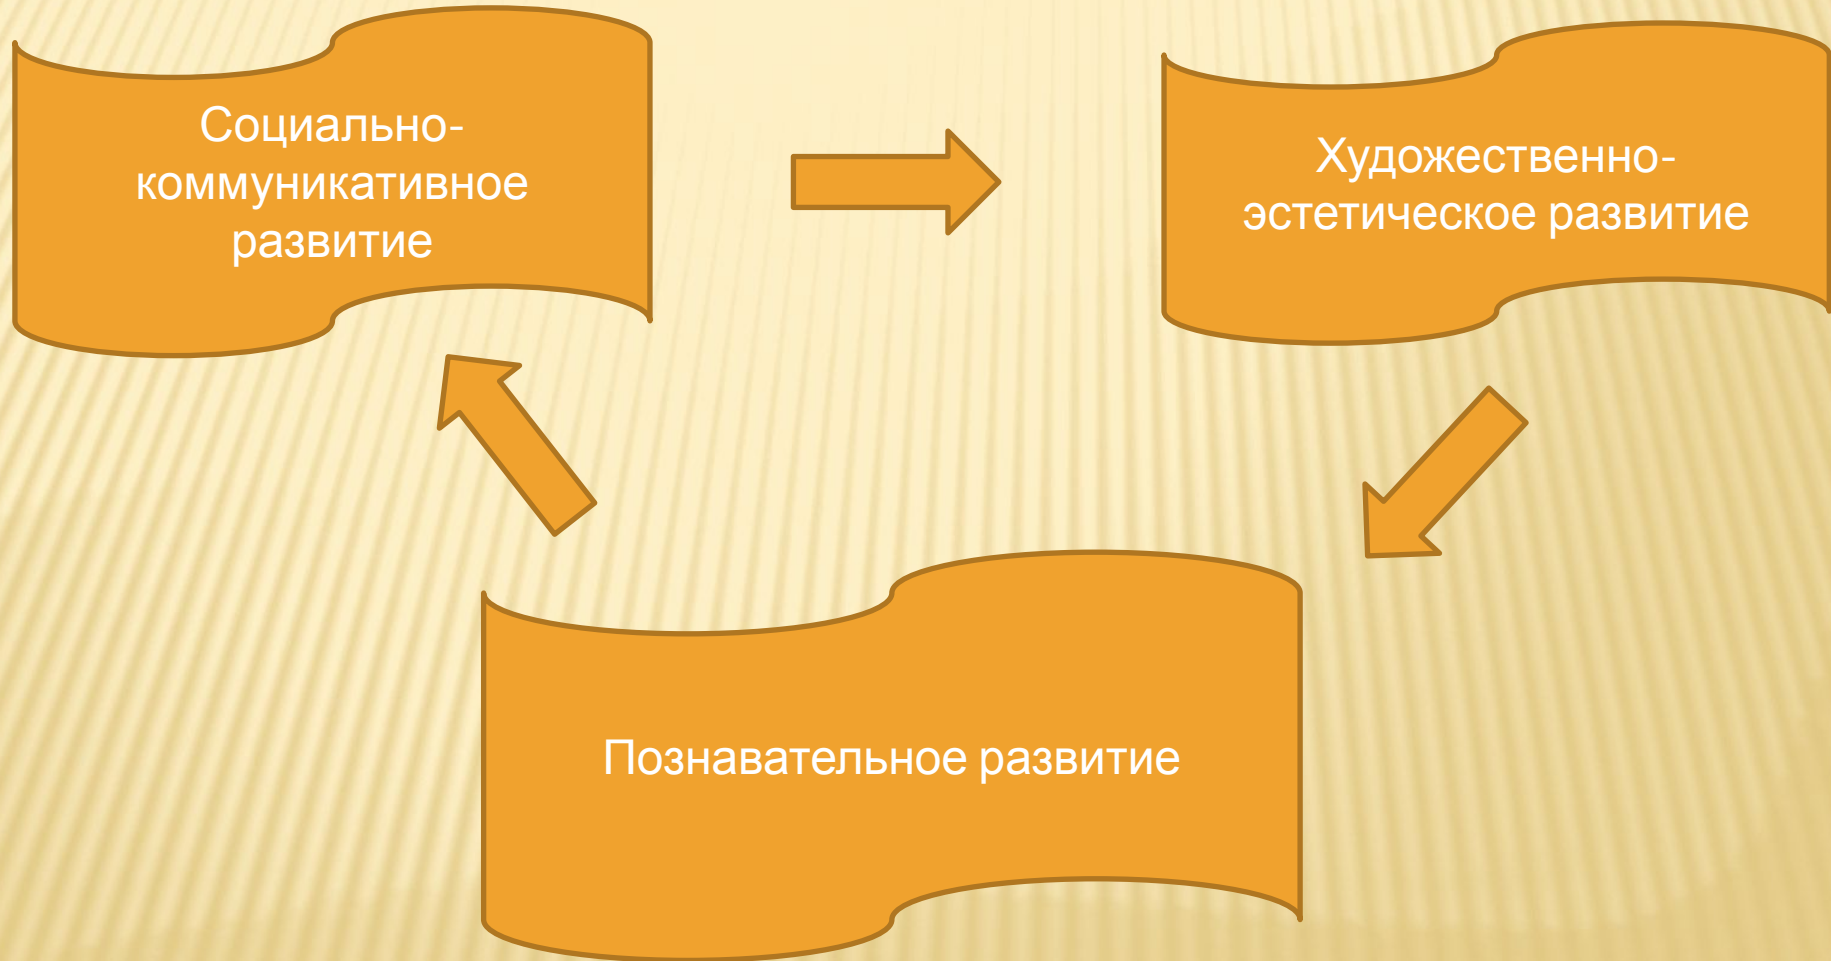 Социально-
коммуникативное
развитие
Художественно-
эстетическое развитие
Познавательное развитие